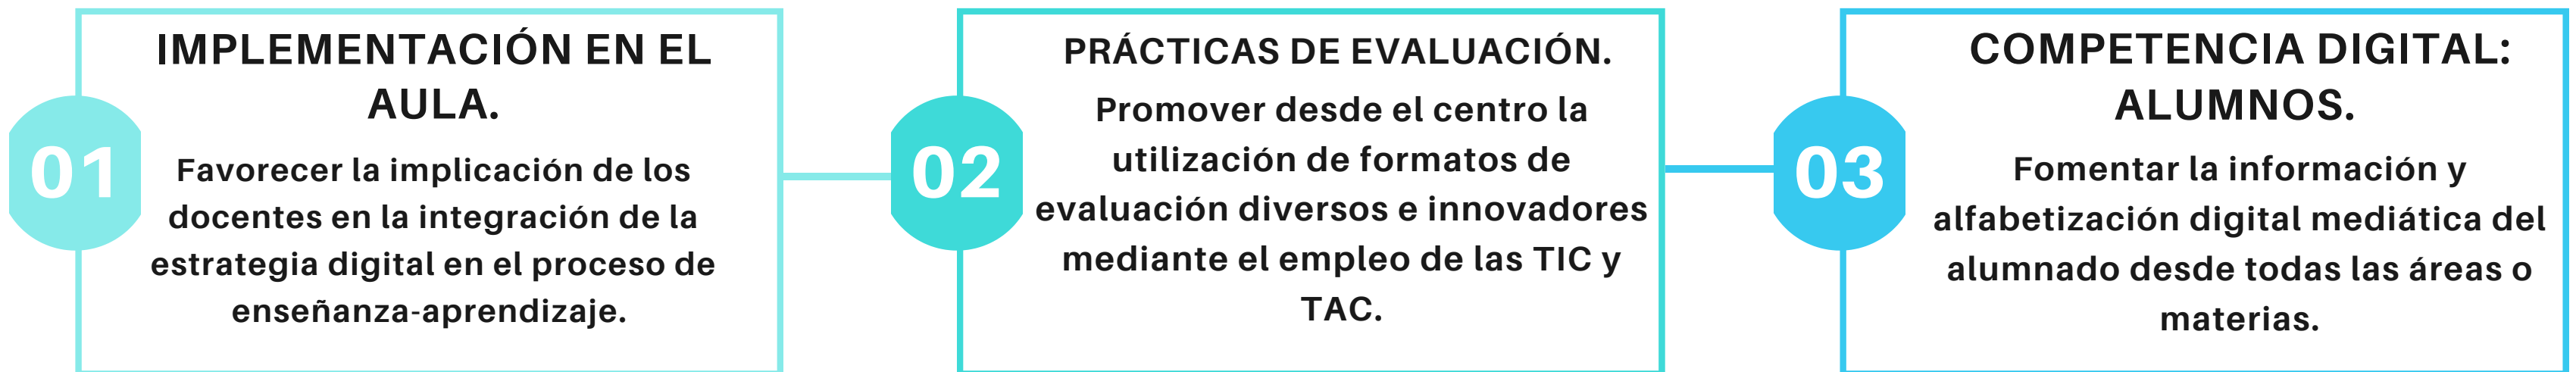 01
IMPLEMENTACIÓN EN EL
AULA.
Favorecer la implicación de los
docentes en la integración de la
estrategia digital en el proceso de
enseñanza-aprendizaje.
02
PRÁCTICAS DE EVALUACIÓN.
Promover desde el centro la
utilización de formatos de
evaluación diversos e innovadores
mediante el empleo de las TIC y
TAC.
03
COMPETENCIA DIGITAL:
ALUMNOS.
Fomentar la información y
alfabetización digital mediática del
alumnado desde todas las áreas o
materias.